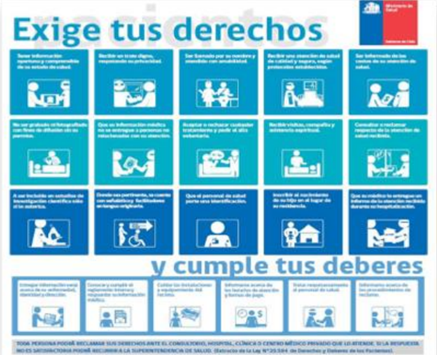 Ministerio de
Salud
Gobierno de Chile
Exige tus derechos
Tener información
oportuna y comprensible
de su estado de salud.
Recibir un trato digno,
respetando su privacidad.
Ser llamado por su nombre y
atendido con amabilidad.
Recibir una atención de salud
de calidad y segura, según
protocolos establecidos.
Ser informado de los
costos de su atención de
salud.
No ser grabado ni fotografiado
con fines de difusión sin su
permiso.
Que su información médica
no se entregue a personas no
relacionadas con su atención.
Aceptar o rechazar cualquier
tratamiento y pedir el alta
voluntaria.
Recibir visitas, compañía y
asistencia espiritual.
Consultar o reclamar
respecto de la atención de
salud recibida.
A ser incluido en estudios de
investigación científica sólo
si lo autoriza.
Donde sea pertinente, se cuente
con señalética y facilitadores
en lengua originaria.
Que el personal de salud
porte una identificación.
Inscribir el nacimiento
de su hijo en el lugar de
su residencia.
Que su médico le entregue un
informe de la atención recibida
durante su hospitalización.
y cumple tus deberes
Entregar información veraz
acerca de su enfermedad,
identidad y dirección.
Conocer y cumplir el
reglamento interno y
resguardar su información
médica.
Cuidar las instalaciones
y equipamiento del
recinto.
Informarse acerca de
los horarios de atención
y formas de pago.
Tratar respetuosamente
al personal de salud.
Informarse acerca de
los procedimientos de
reclamo.
TODA PERSONA PODRÁ RECLAMAR SUS DERECHOS ANTE EL CONSULTORIO, HOSPITAL, CLÍNICA O CENTRO MÉDICO PRIVADO QUE LO ATIENDE. SI LA RESPUESTA
NO ES SATISFACTORIA PODRÁ RECURRIR A LA SUPERINTENDENCIA DE SALUD. (Extracto de la Ley N°20.584 de Derechos y Deberes de los Pacientes).